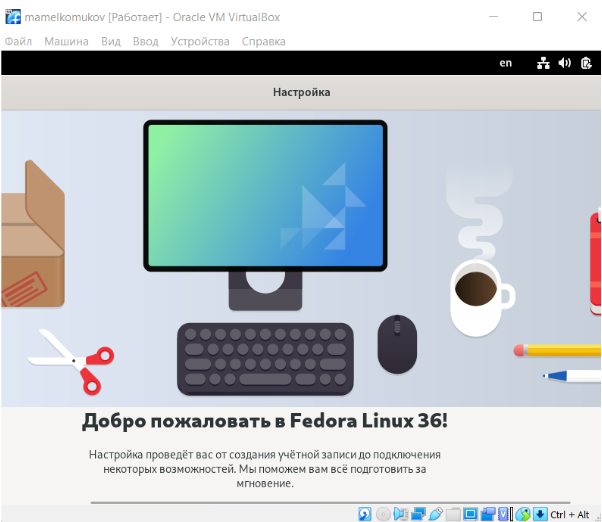 mamelkomukov [Работает] - Oracle VM VirtualBox
Файл Машина Вид Ввод Устройства Справка
en
Настройка
Добро пожаловать в Fedora Linux 36!
Настройка проведёт вас от создания учётной записи до подключения
некоторых возможностей. Мы поможем вам всё подготовить за
мгновение.
Ctrl + Alt